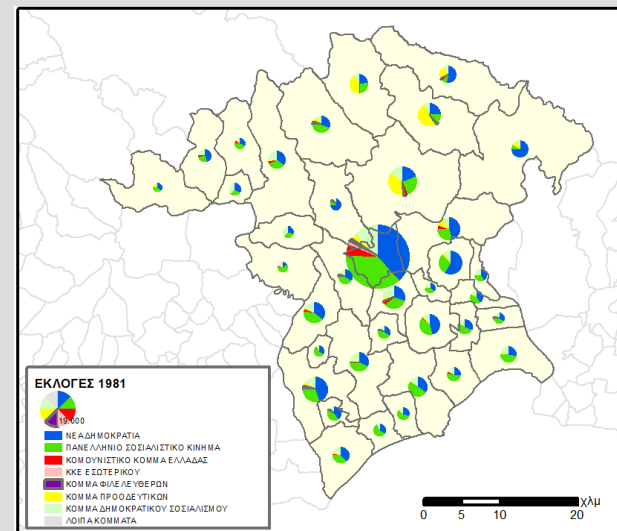 ΕΚΛΟΓΕΣ 1981
19.000
ΝΕΑ ΔΗΜΟΚΡΑΤΙΑ
ΠΑΝΕΛΛΗΝΙΟ ΣΟΣΙΑΛΙΣΤΙΚΟ ΚΙΝΗΜΑ
ΚΟΜΟΥΝΙΣΤΙΚΟ ΚΟΜΜΑ ΕΛΛΑΔΑΣ
ΚΚΕ ΕΣΩΤΕΡΙΚΟΥ
ΚΟΜΜΑ ΦΙΛΕΛΕΥΘΕΡΩΝ
ΚΟΜΜΑ ΠΡΟΟΔΕΥΤΙΚΩΝ
ΚΟΜΜΑ ΔΗΜΟΚΡΑΤΙΚΟΥ ΣΟΣΙΑΛΙΣΜΟΥ
ΛΟΙΠΑ ΚΟΜΜΑΤΑ
χλμ
0 5 10 20